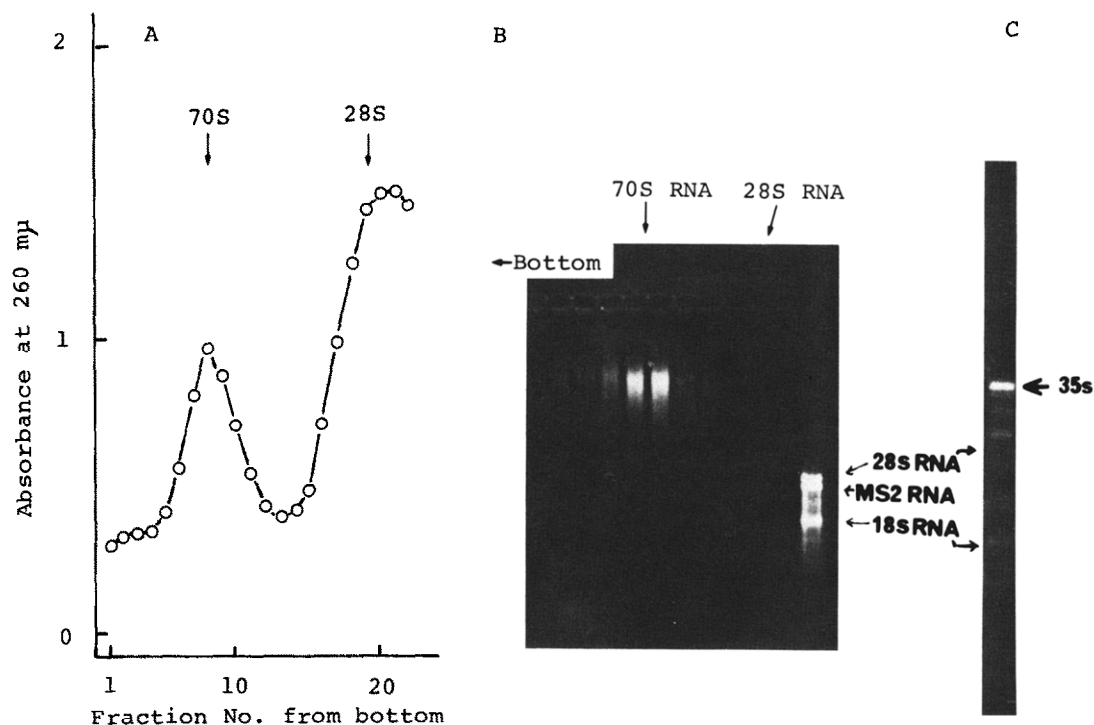 A
B
C
2
1
0
Absorbance at 260 mμ
70S
28S
1 10 20
Fraction No. from bottom
70S RNA 28S RNA
←Bottom
28s RNA
MS2 RNA
18s RNA
35s